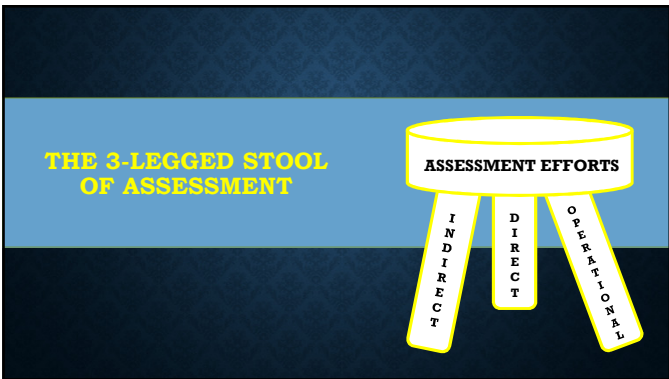 THE 3-LEGGED STOOL
OF ASSESSMENT
ASSESSMENT EFFORTS
INDIRECT
DIRECT
OPERATIONAL